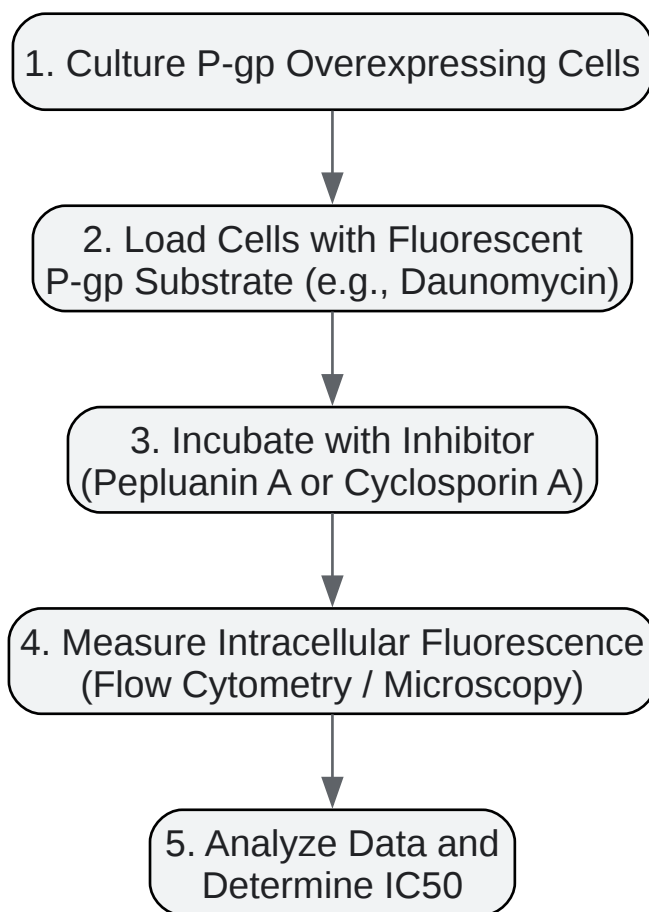 1. Culture P-gp Overexpressing Cells
2. Load Cells with Fluorescent
P-gp Substrate (e.g., Daunomycin)
3. Incubate with Inhibitor
(Pepluanin A or Cyclosporin A)
4. Measure Intracellular Fluorescence
(Flow Cytometry / Microscopy)
5. Analyze Data and
Determine IC50